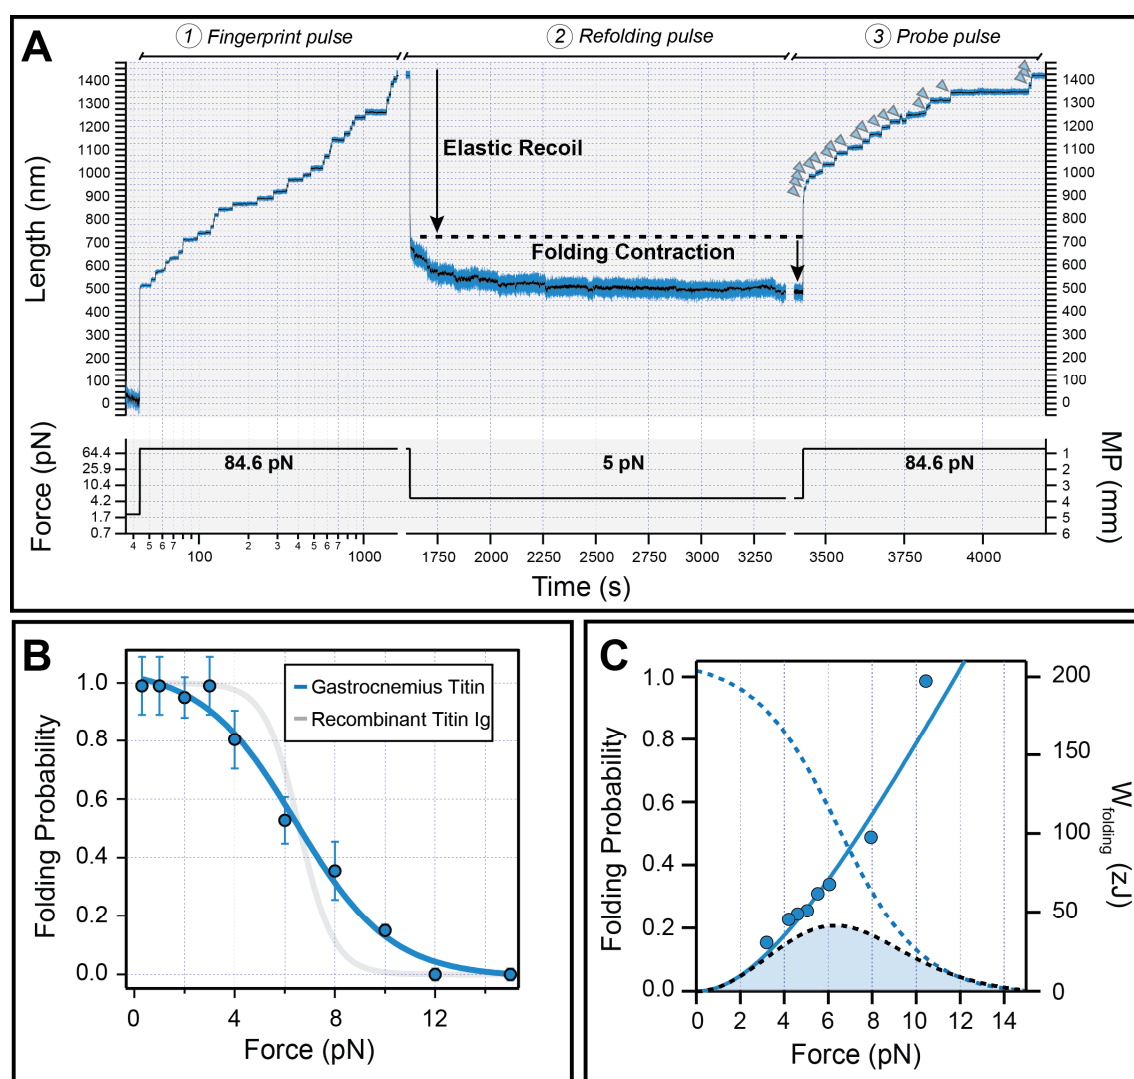 A
1 Fingerprint pulse
2 Refolding pulse
3 Probe pulse
Length (nm)
1400
1300
1200
1100
1000
900
800
700
600
500
400
300
200
100
0
Elastic Recoil
Folding Contraction
1400
1300
1200
1100
1000
900
800
700
600
500
400
300
200
100
0
Force (pN)
64.4
25.9
10.4
4.2
1.7
0.7
84.6 pN
5 pN
84.6 pN
1
2
3
4
5
6
MP (mm)
4 5 6 7 100 2 3 4 5 6 7 1000 1750 2000 2250 2500 2750 3000 3250 3500 3750 4000
Time (s)
B
Folding Probability
1.0
0.8
0.6
0.4
0.2
0.0
Gastrocnemius Titin
Recombinant Titin Ig
0 4 8 12
Force (pN)
C
Folding Probability
1.0
0.8
0.6
0.4
0.2
0.0
200
150
100
50
0
Wfolding (zJ)
0 2 4 6 8 10 12 14
Force (pN)